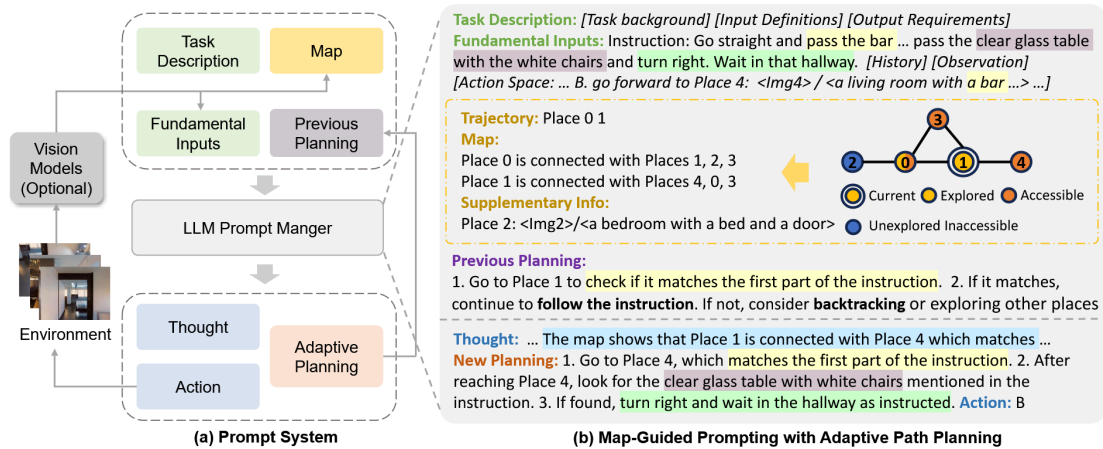 Task
Description
Map
Fundamental
Inputs
Previous
Planning
Vision
Models
(Optional)
LLM Prompt Manger
Environment
Thought
Action
Adaptive
Planning
(a) Prompt System
Task Description: [Task background] [Input Definitions] [Output Requirements]
Fundamental Inputs: Instruction: Go straight and pass the bar ... pass the clear glass table
with the white chairs and turn right. Wait in that hallway. [History] [Observation]
[Action Space: ... B. go forward to Place 4: <Img4> / <a living room with a bar ...> ...]
Trajectory: Place 0 1
Map:
Place 0 is connected with Places 1, 2, 3
Place 1 is connected with Places 4, 0, 3
Supplementary Info:
Place 2: <Img2>/<a bedroom with a bed and a door>
3
2
0
1
4
Current
Explored
Accessible
Unexplored Inaccessible
Previous Planning:
1. Go to Place 1 to check if it matches the first part of the instruction. 2. If it matches,
continue to follow the instruction. If not, consider backtracking or exploring other places
Thought: ... The map shows that Place 1 is connected with Place 4 which matches ...
New Planning: 1. Go to Place 4, which matches the first part of the instruction. 2. After
reaching Place 4, look for the clear glass table with white chairs mentioned in the
instruction. 3. If found, turn right and wait in the hallway as instructed. Action: B
(b) Map-Guided Prompting with Adaptive Path Planning